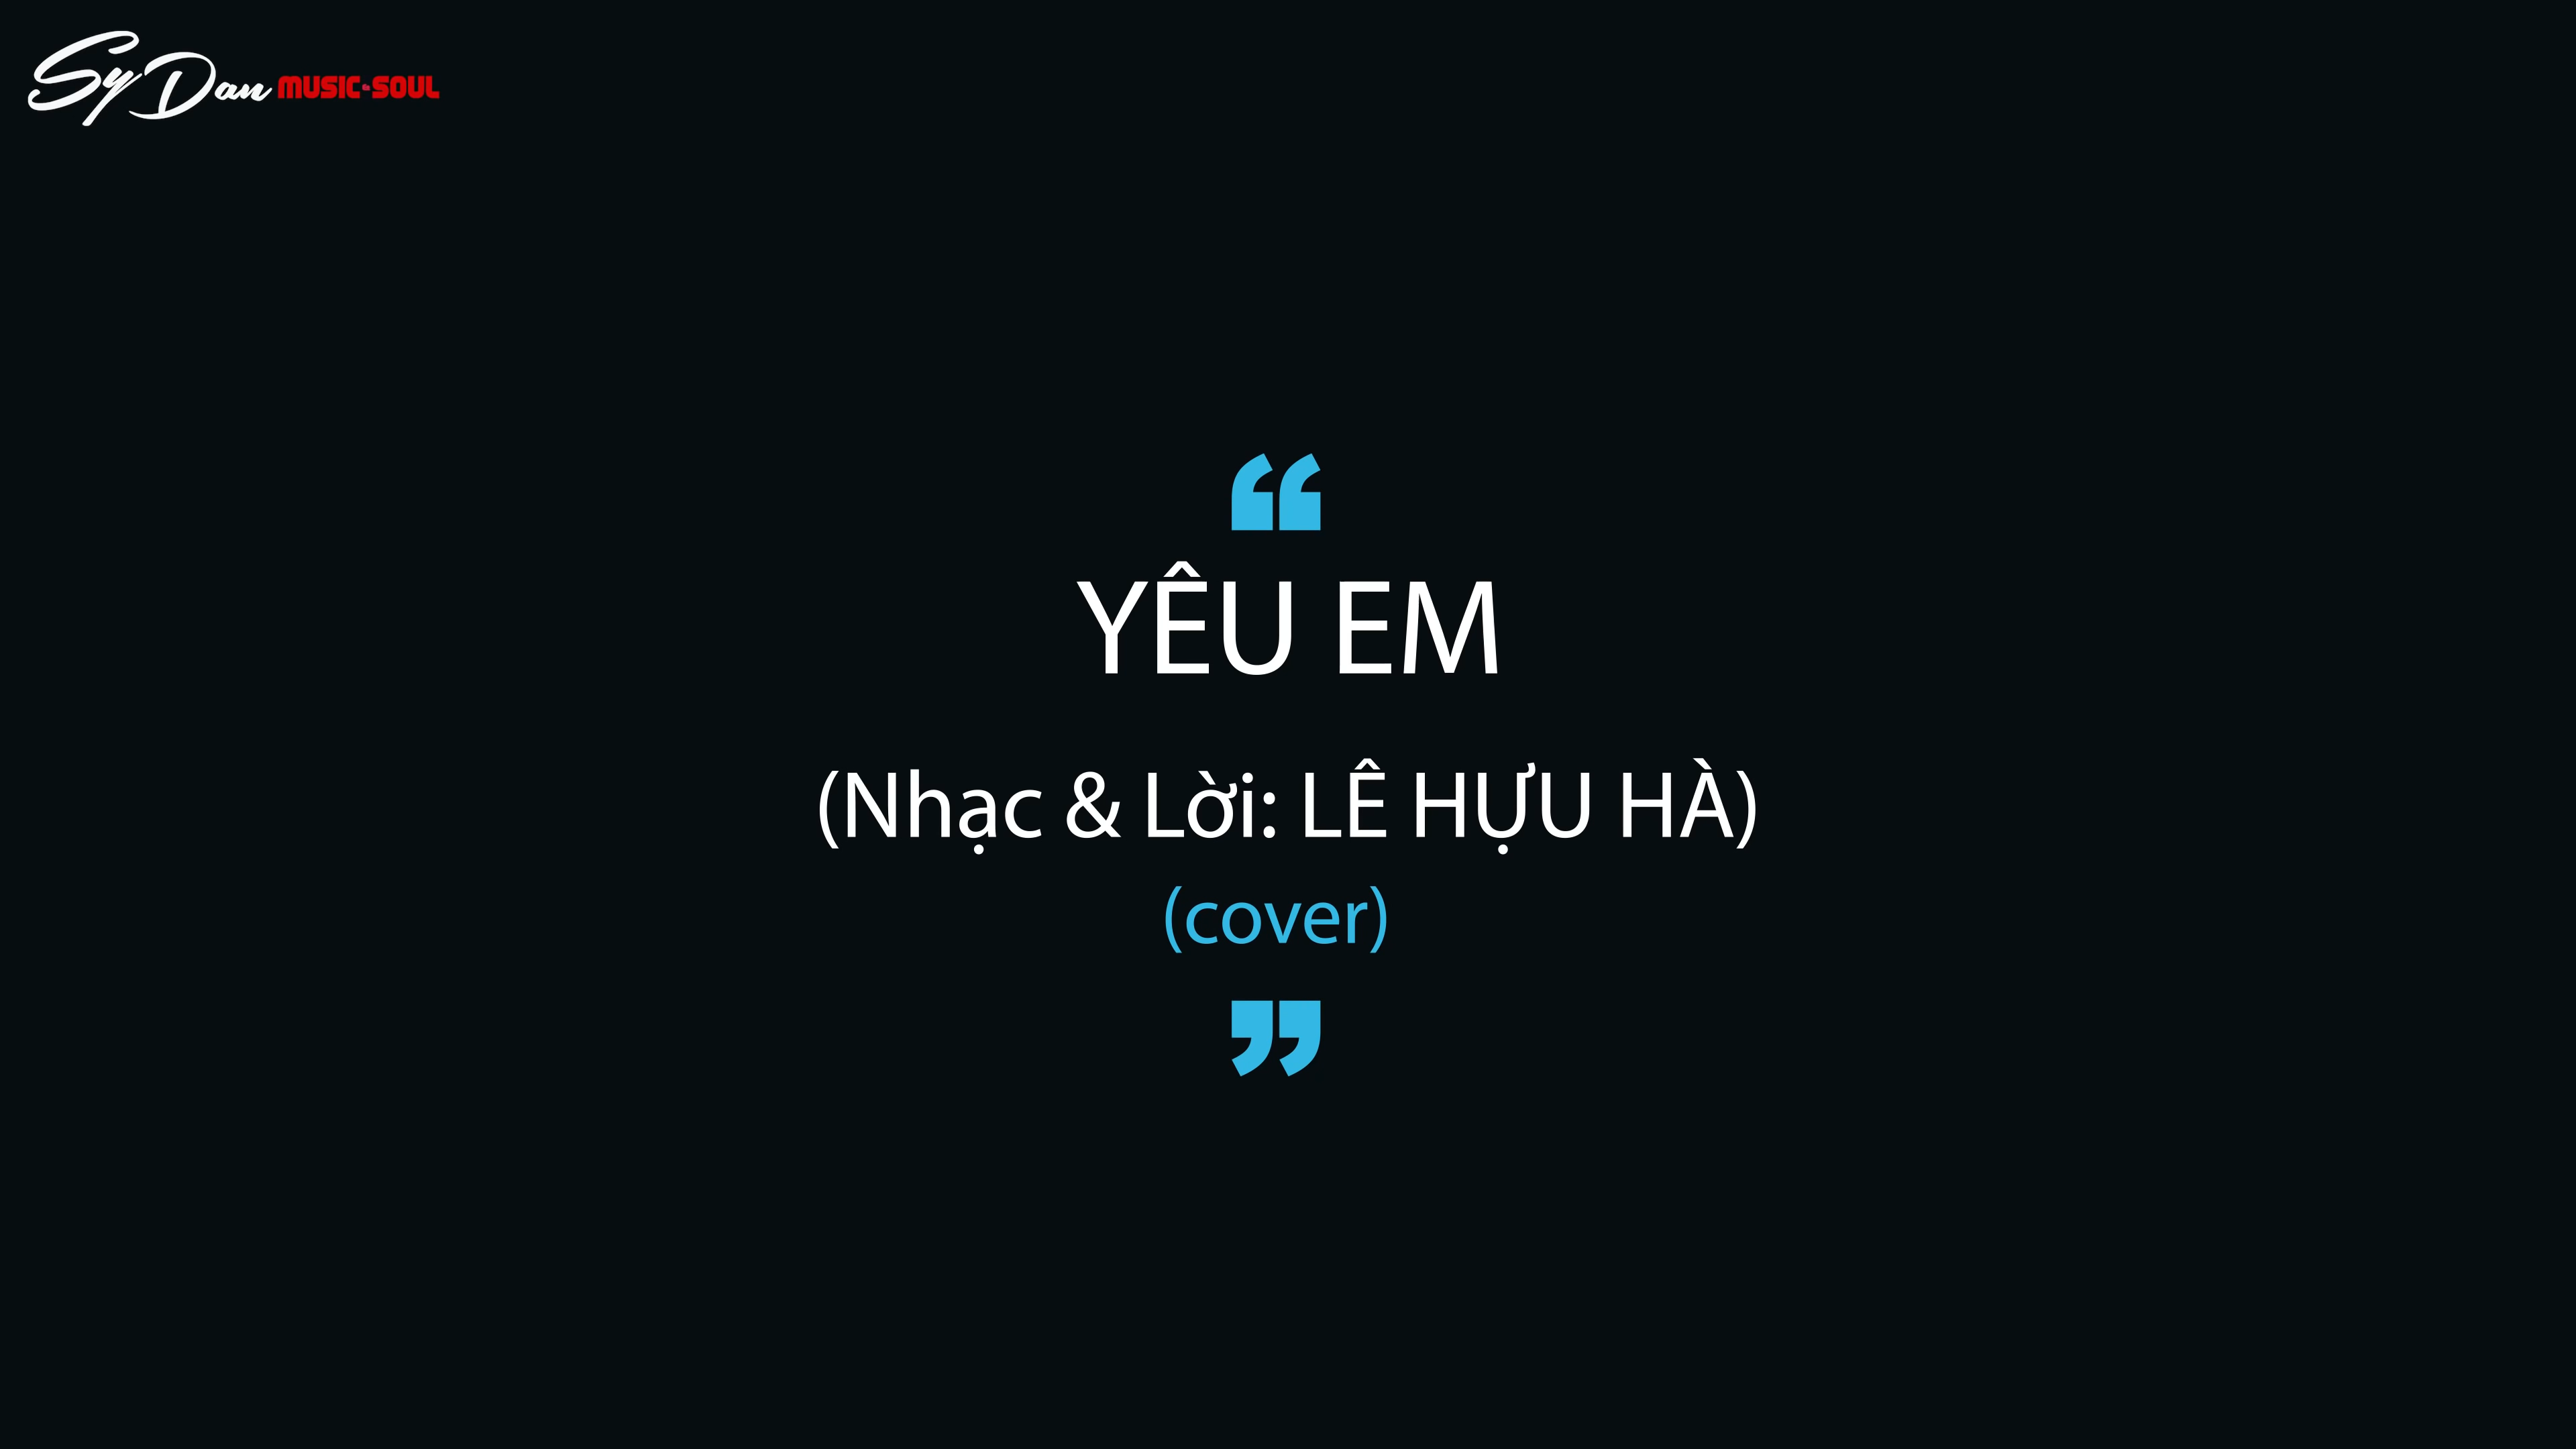 Sy Dan MUSIC-SOUL
“
YÊU EM
(Nhạc & Lời: LÊ HỰU HÀ)
(cover)
”